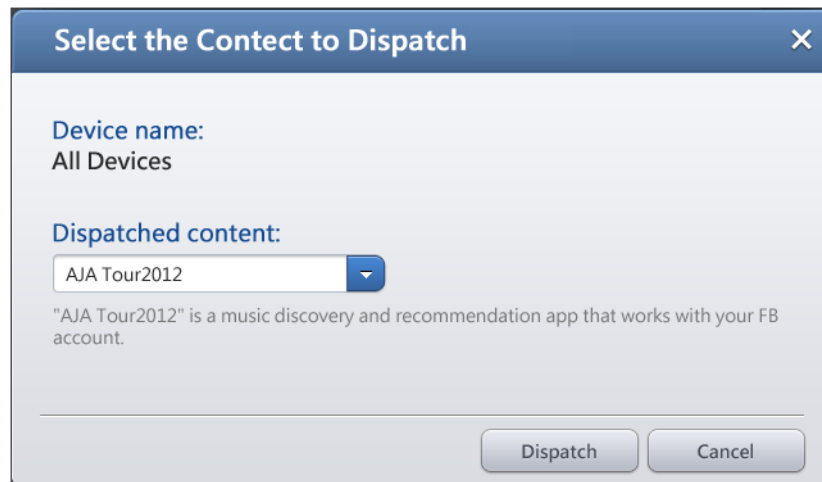 Select the Contect to Dispatch
Device name:
All Devices
Dispatched content:
AJA Tour2012
"AJA Tour2012" is a music discovery and recommendation app that works with your FB
account.
Dispatch
Cancel